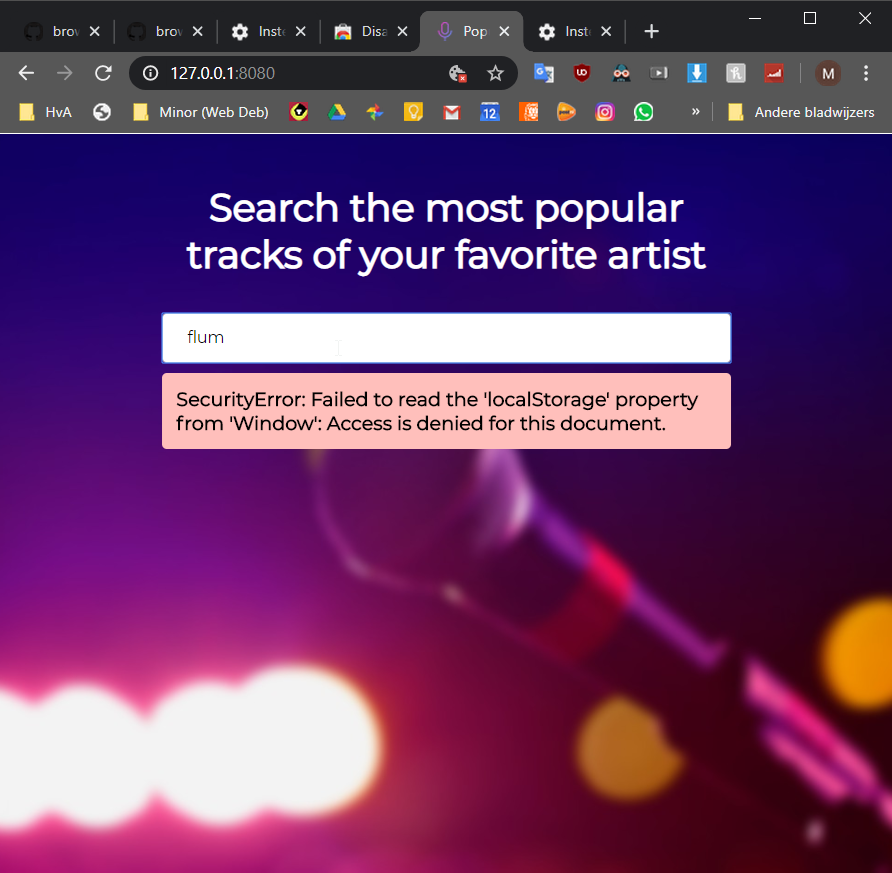 brow
brow
Inste
Disa
Pop
Inste
127.0.0.1:8080
M
HvA
Minor (Web Deb)
12
»
Andere bladwijzers
Search the most popular
tracks of your favorite artist
flum
SecurityError: Failed to read the 'localStorage' property
from 'Window': Access is denied for this document.